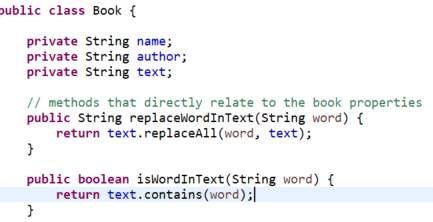 public class Book {
private String name;
private String author;
private String text;
// methods that directly relate to the book properties
public String replaceWordInText(String word) {
return text.replaceAll(word, text);
}
public boolean isWordInText(String word) {
return text.contains(word);
}